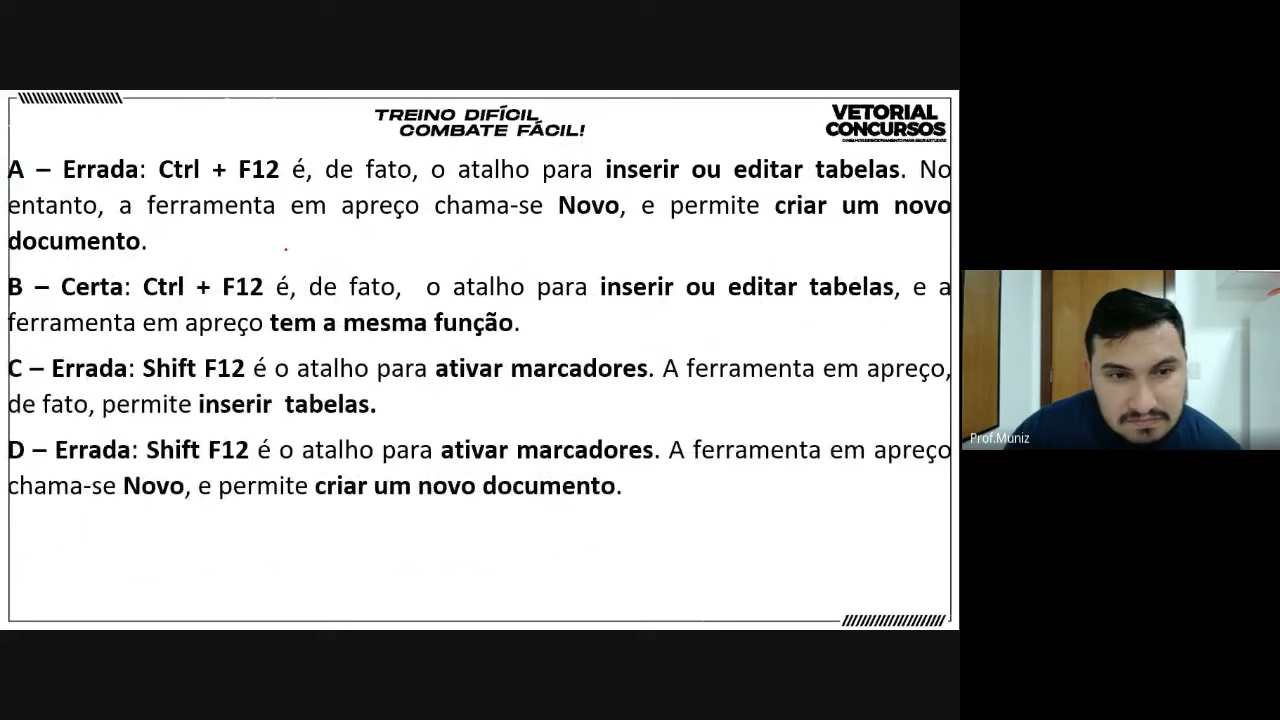 TREINO DIFÍCIL
COMBATE FÁCIL!
VETORIAL
CONCURSOS
A – Errada: Ctrl + F12 é, de fato, o atalho para inserir ou editar tabelas. No
entanto, a ferramenta em apreço chama-se Novo, e permite criar um novo
documento.
B – Certa: Ctrl + F12 é, de fato, o atalho para inserir ou editar tabelas, e a
ferramenta em apreço tem a mesma função.
C – Errada: Shift F12 é o atalho para ativar marcadores. A ferramenta em apreço,
de fato, permite inserir tabelas.
D – Errada: Shift F12 é o atalho para ativar marcadores. A ferramenta em apreço
chama-se Novo, e permite criar um novo documento.
Prof.Muniz